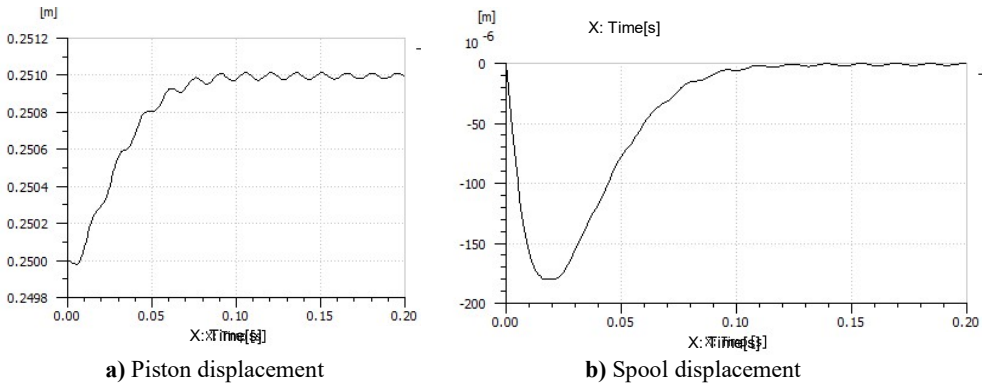 [m]
0.2512
0.2510
0.2508
0.2506
0.2504
0.2502
0.2500
0.2498
0.00 0.05 0.10 0.15 0.20
X: Time[s]
a) Piston displacement
[m]
10 -6
X: Time[s]
0
-50
-100
-150
-200
0.00 0.05 0.10 0.15 0.20
X: Time[s]
b) Spool displacement